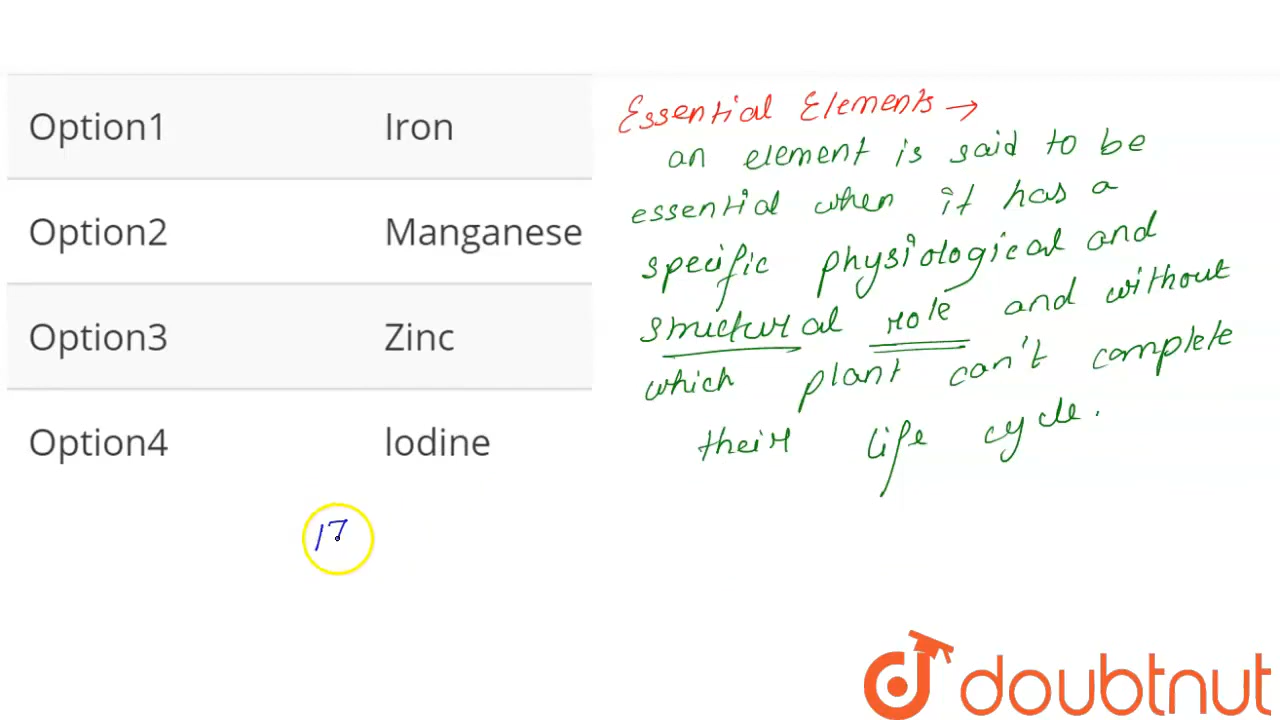 Option1 Iron
Option2 Manganese
Option3 Zinc
Option4 Iodine
17
Essential Elements →
an element is said to be
essential when it has a
specific physiological and
structural role and without
which plant can't complete
their life cycle.
doubtnut